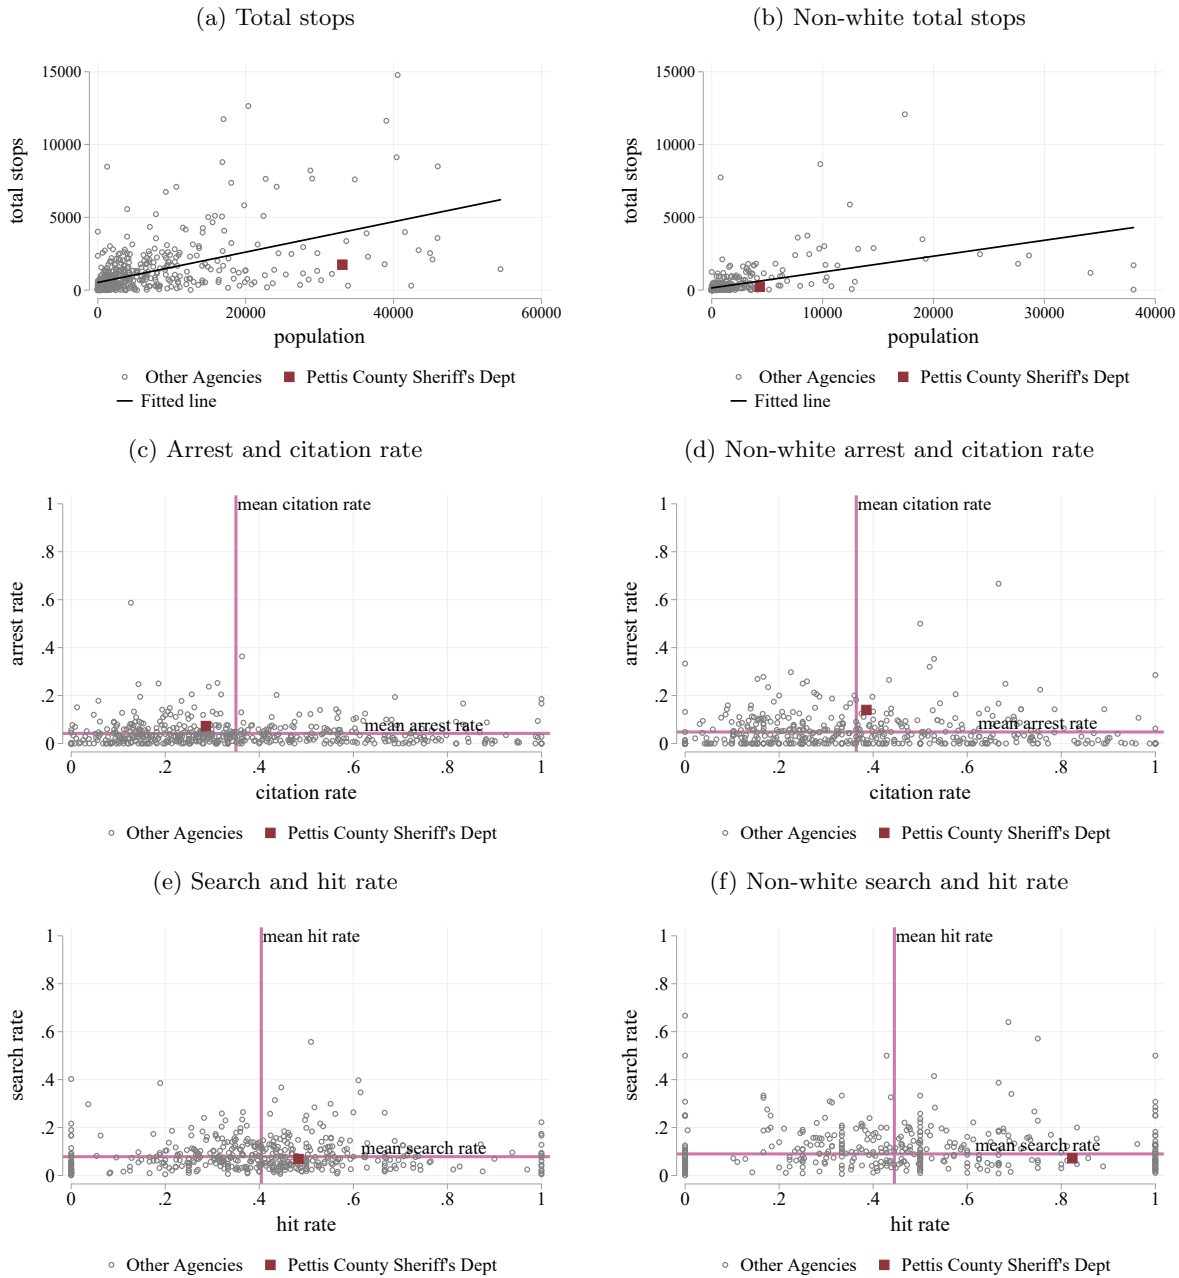 (a) Total stops
(b) Non-white total stops
15000
10000
5000
0
total stops
0 20000 40000 60000
population
Other Agencies Pettis County Sheriff's Dept
Fitted line
15000
10000
5000
0
total stops
0 10000 20000 30000 40000
population
Other Agencies Pettis County Sheriff's Dept
Fitted line
(c) Arrest and citation rate
(d) Non-white arrest and citation rate
1
.8
.6
.4
.2
0
arrest rate
mean citation rate
mean arrest rate
0 .2 .4 .6 .8 1
citation rate
Other Agencies Pettis County Sheriff's Dept
1
.8
.6
.4
.2
0
arrest rate
mean citation rate
mean arrest rate
0 .2 .4 .6 .8 1
citation rate
Other Agencies Pettis County Sheriff's Dept
(e) Search and hit rate
(f) Non-white search and hit rate
1
.8
.6
.4
.2
0
search rate
mean hit rate
mean search rate
0 .2 .4 .6 .8 1
hit rate
Other Agencies Pettis County Sheriff's Dept
1
.8
.6
.4
.2
0
search rate
mean hit rate
mean search rate
0 .2 .4 .6 .8 1
hit rate
Other Agencies Pettis County Sheriff's Dept